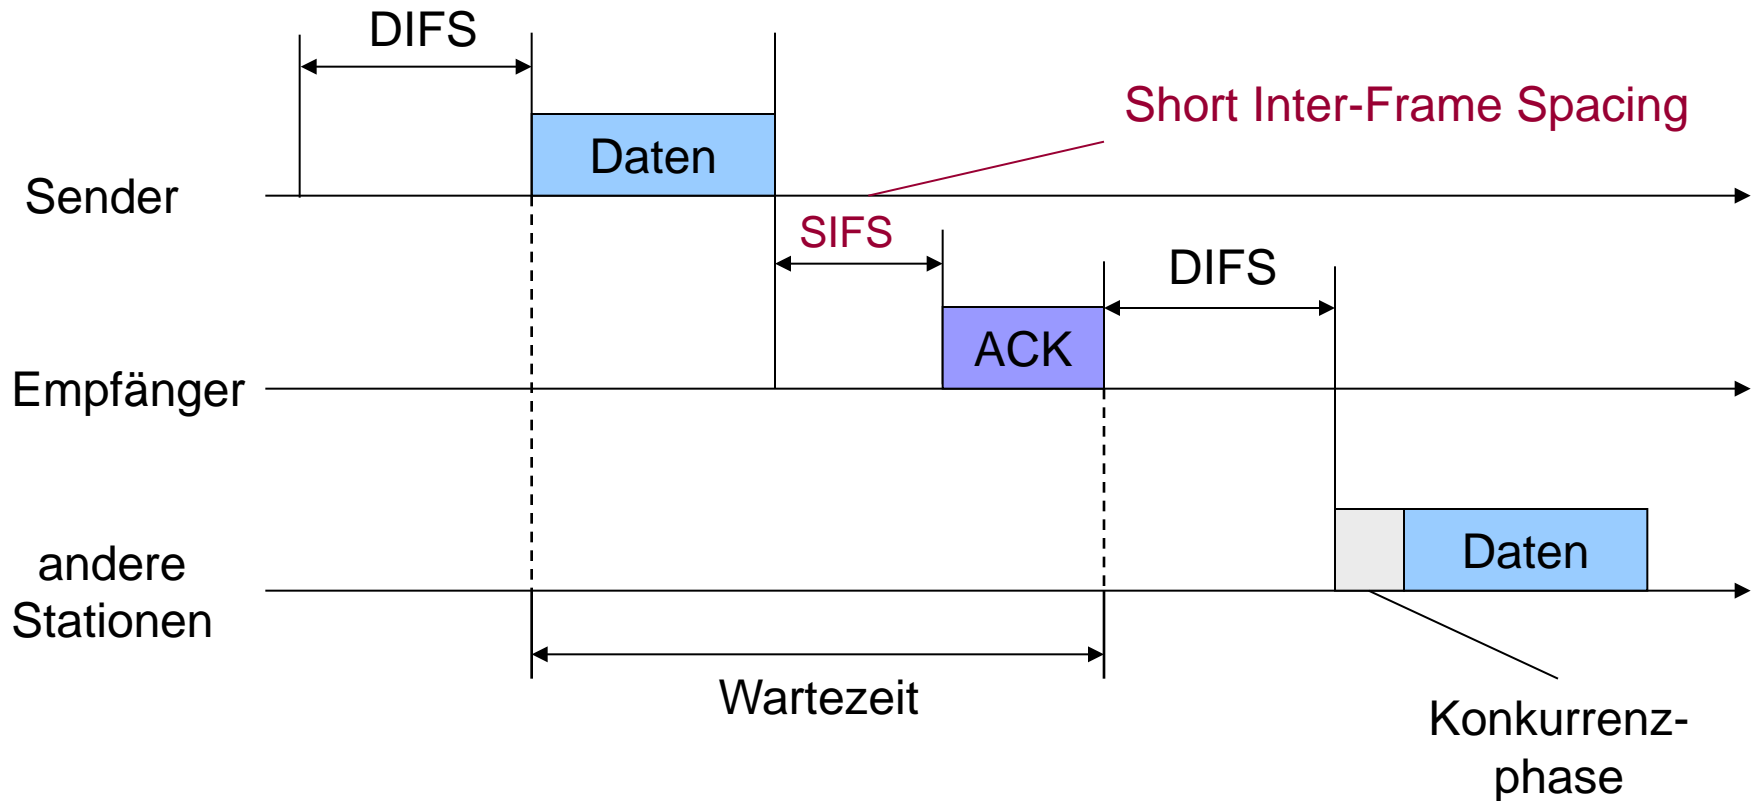 DIFS
Short Inter-Frame Spacing
Daten
Sender
SIFS
DIFS
ACK
Empfänger
andere
Stationen
Daten
Wartezeit
Konkurrenz-
phase